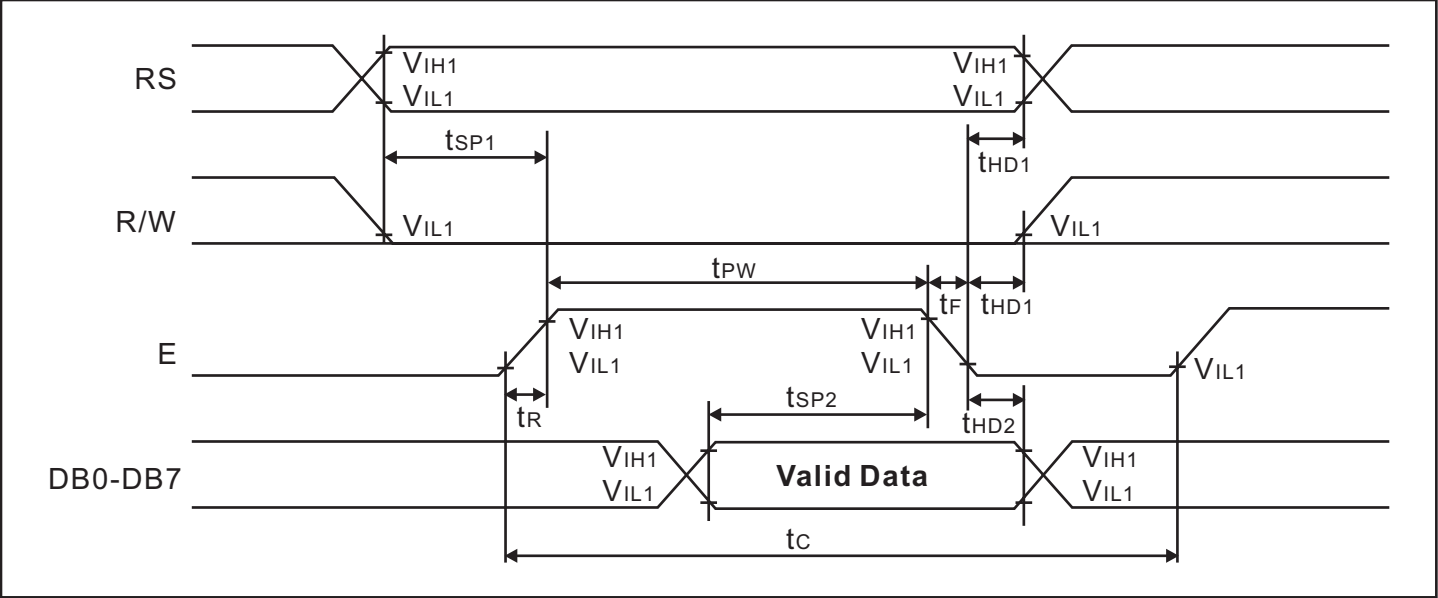 RS
VIH1
VIL1
VIH1
VIL1
tSP1
tHD1
R/W
VIL1
VIL1
tPW
tF
tHD1
E
VIH1
VIL1
VIH1
VIL1
VIL1
tR
tSP2
tHD2
DB0-DB7
VIH1
VIL1
Valid Data
VIH1
VIL1
tC